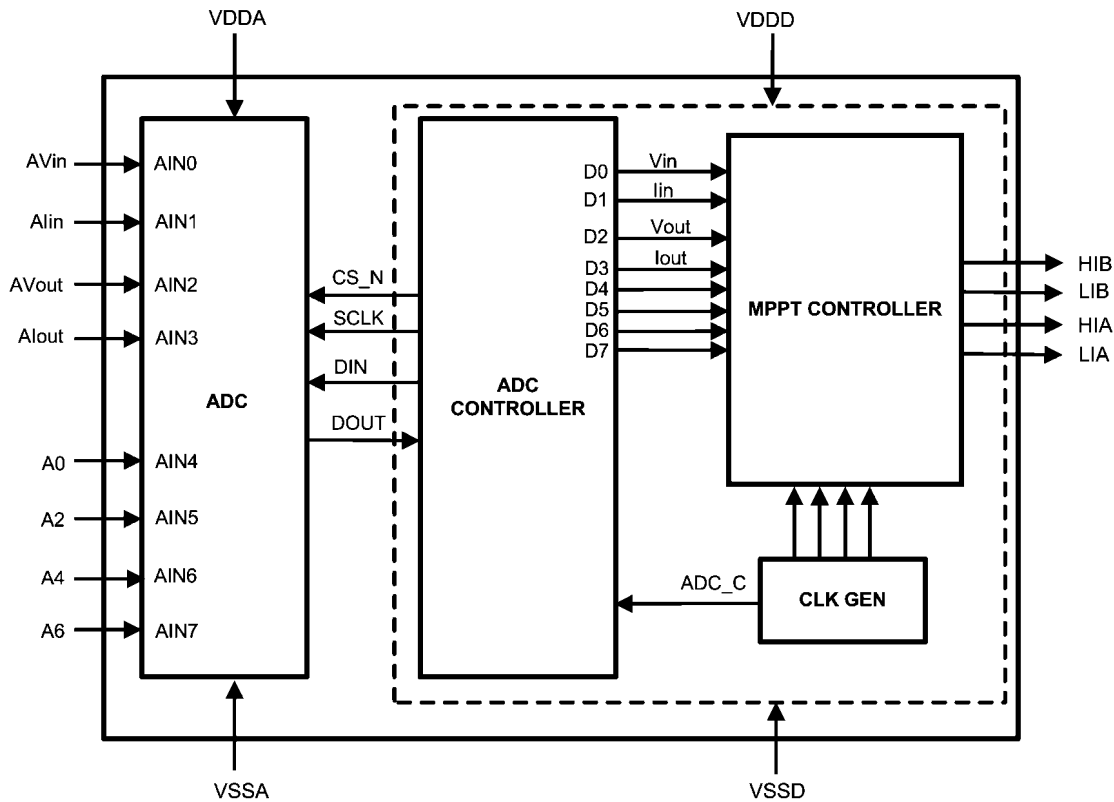 VDDA
VDDD
AVin
AIin
AVout
AIout
A0
A2
A4
A6
AIN0
AIN1
AIN2
AIN3
ADC
AIN4
AIN5
AIN6
AIN7
CS_N
SCLK
DIN
DOUT
ADC
CONTROLLER
D0
D1
D2
D3
D4
D5
D6
D7
Vin
Iin
Vout
Iout
MPPT CONTROLLER
HIB
LIB
HIA
LIA
ADC_C
CLK GEN
VSSA
VSSD